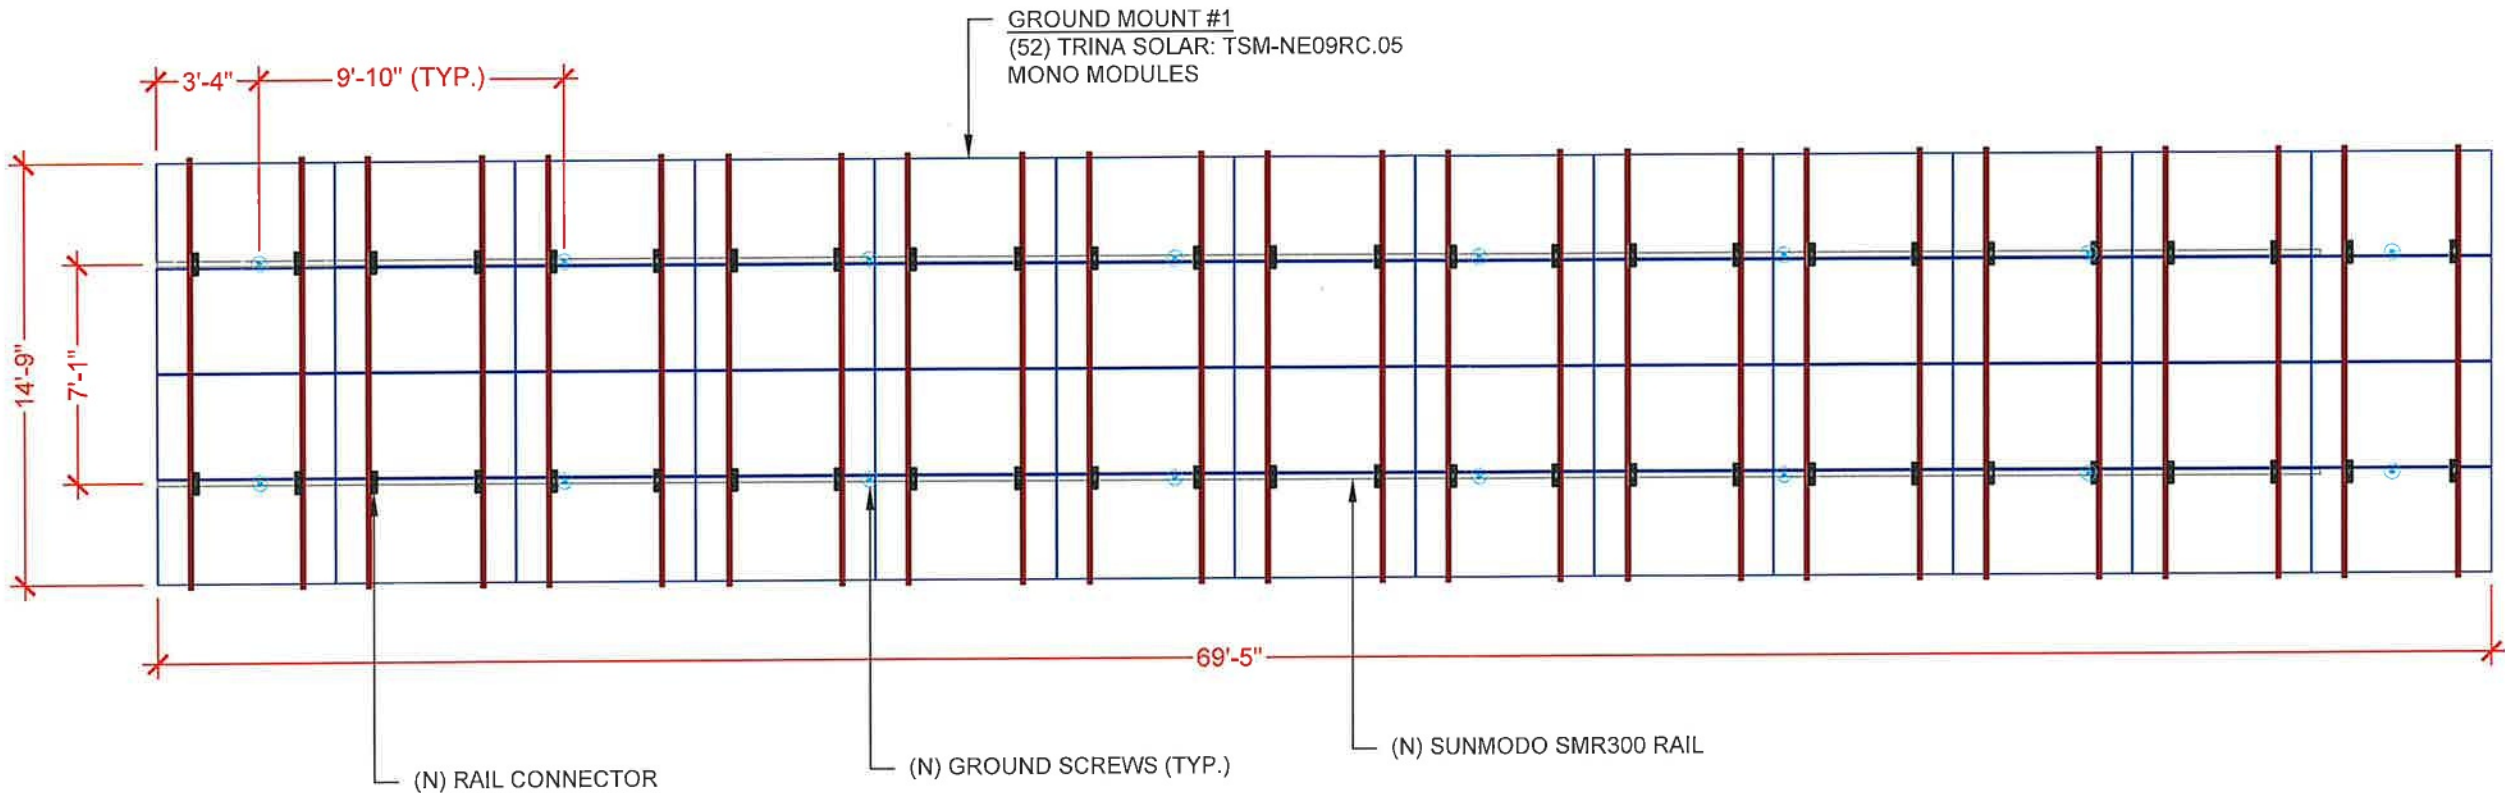 GROUND MOUNT #1
(52) TRINA SOLAR: TSM-NE09RC.05
MONO MODULES
3'-4"
9'-10" (TYP.)
14'-9"
7'-1"
69'-5"
(N) RAIL CONNECTOR
(N) GROUND SCREWS (TYP.)
(N) SUNMODO SMR300 RAIL